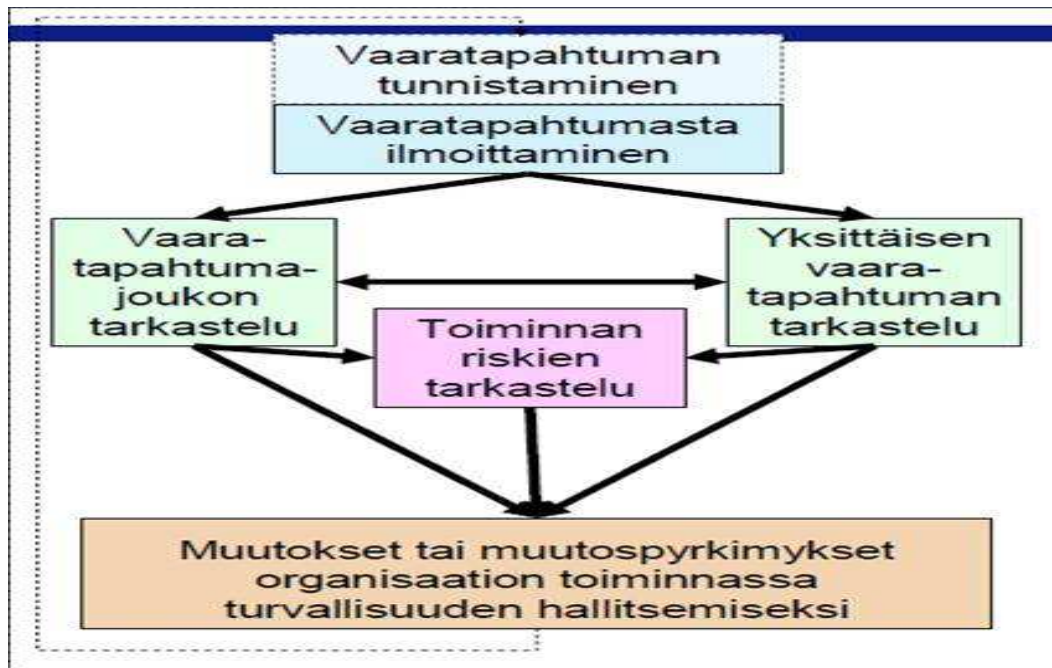 Vaaratapahtuman
tunnistaminen
Vaaratapahtumasta
ilmoittaminen
Vaara-
tapahtuma-
joukon
tarkastelu
Yksittäisen
vaara-
tapahtuman
tarkastelu
Toiminnan
riskien
tarkastelu
Muutokset tai muutospyrkimykset
organisaation toiminnassa
turvallisuuden hallitsemiseksi